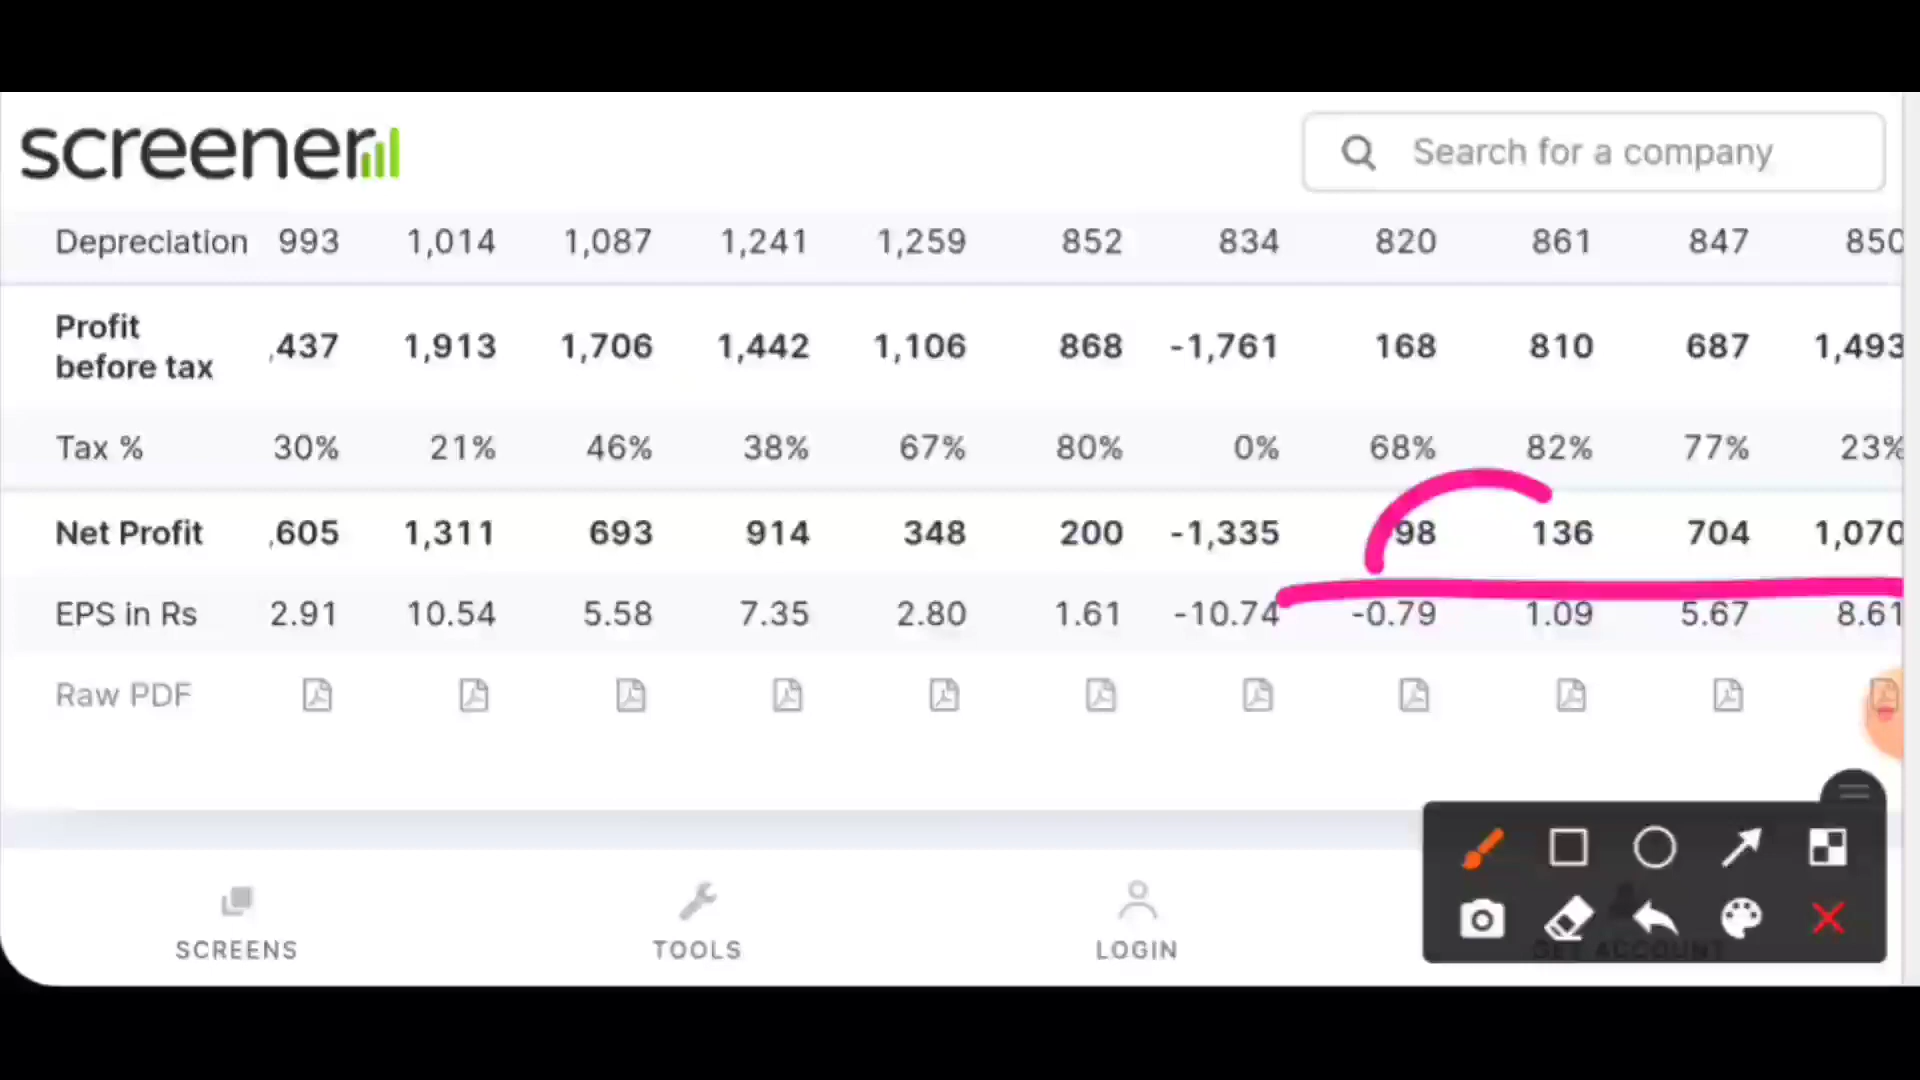 screener
Search for a company
Depreciation 993 1,014 1,087 1,241 1,259 852 834 820 861 847 850
Profit before tax ,437 1,913 1,706 1,442 1,106 868 -1,761 168 810 687 1,493
Tax % 30% 21% 46% 38% 67% 80% 0% 68% 82% 77% 23%
Net Profit ,605 1,311 693 914 348 200 -1,335 98 136 704 1,070
EPS in Rs 2.91 10.54 5.58 7.35 2.80 1.61 -10.74 -0.79 1.09 5.67 8.61
Raw PDF
SCREENS TOOLS LOGIN GET ACCOUNT